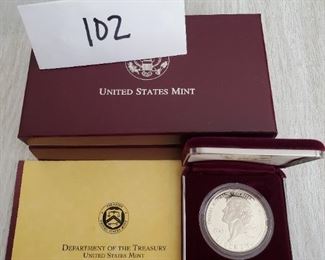 102
UNITED STATES MINT
DEPARTMENT OF THE TREASURY
UNITED STATES MINT